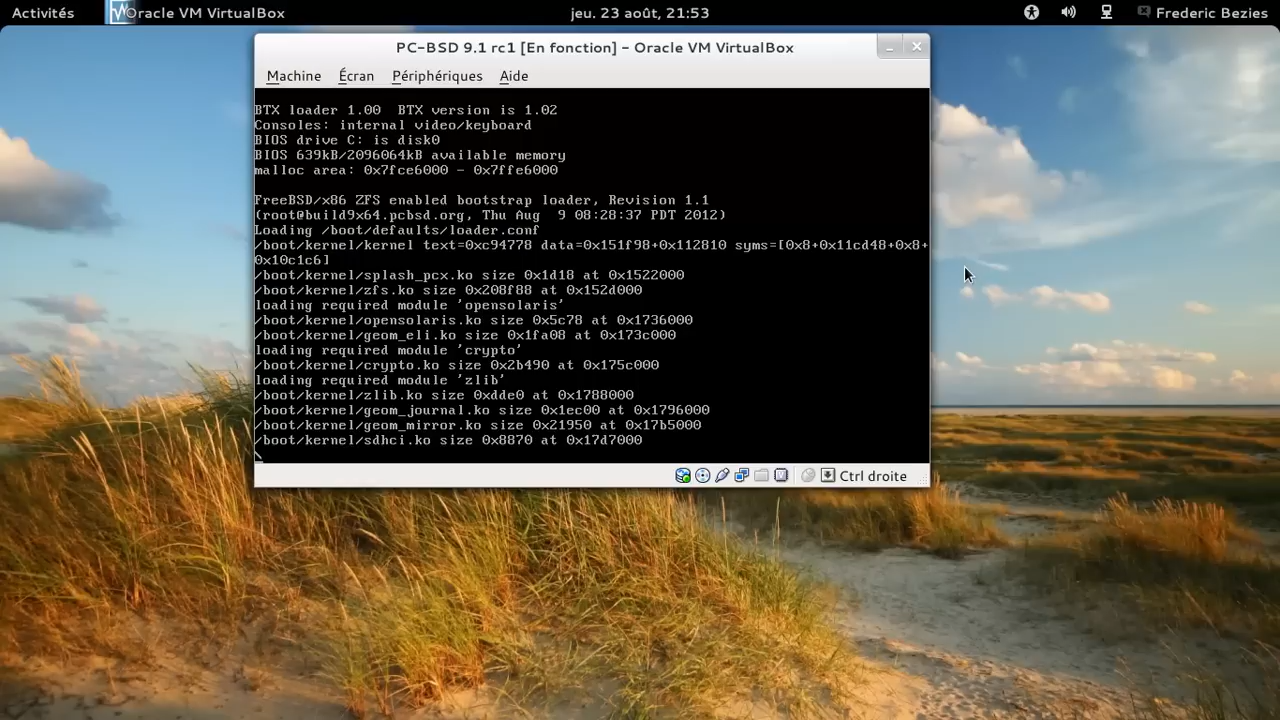 Activités Oracle VM VirtualBox jeu. 23 août, 21:53 Frederic Bezies
PC-BSD 9.1 rc1 [En fonction] - Oracle VM VirtualBox
Machine Écran Périphériques Aide
BTX loader 1.00  BTX version is 1.02
Consoles: internal video/keyboard
BIOS drive C: is disk0
BIOS 639kB/2096064kB available memory
malloc area: 0x7fce6000 - 0x7ffe6000
FreeBSD/x86 ZFS enabled bootstrap loader, Revision 1.1
(root@build9x64.pcbsd.org, Thu Aug  9 08:28:37 PDT 2012)
Loading /boot/defaults/loader.conf
/boot/kernel/kernel text=0xc94778 data=0x151f98+0x112810 syms=[0x8+0x11cd48+0x8+
0x10c1c6]
/boot/kernel/splash_pcx.ko size 0x1d18 at 0x1522000
/boot/kernel/zfs.ko size 0x208f88 at 0x152d000
loading required module 'opensolaris'
/boot/kernel/opensolaris.ko size 0x5c78 at 0x1736000
/boot/kernel/geom_eli.ko size 0x1fa08 at 0x173c000
loading required module 'crypto'
/boot/kernel/crypto.ko size 0x2b490 at 0x175c000
loading required module 'zlib'
/boot/kernel/zlib.ko size 0xdde0 at 0x1788000
/boot/kernel/geom_journal.ko size 0x1ec00 at 0x1796000
/boot/kernel/geom_mirror.ko size 0x21950 at 0x17b5000
/boot/kernel/sdhci.ko size 0x8870 at 0x17d7000
\
Ctrl droite